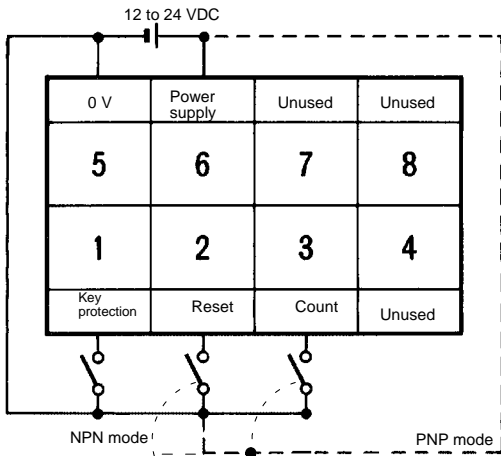 12 to 24 VDC
0 V
Power
supply
Unused
Unused
5
6
7
8
1
2
3
4
Key
protection
Reset
Count
Unused
NPN mode
PNP mode